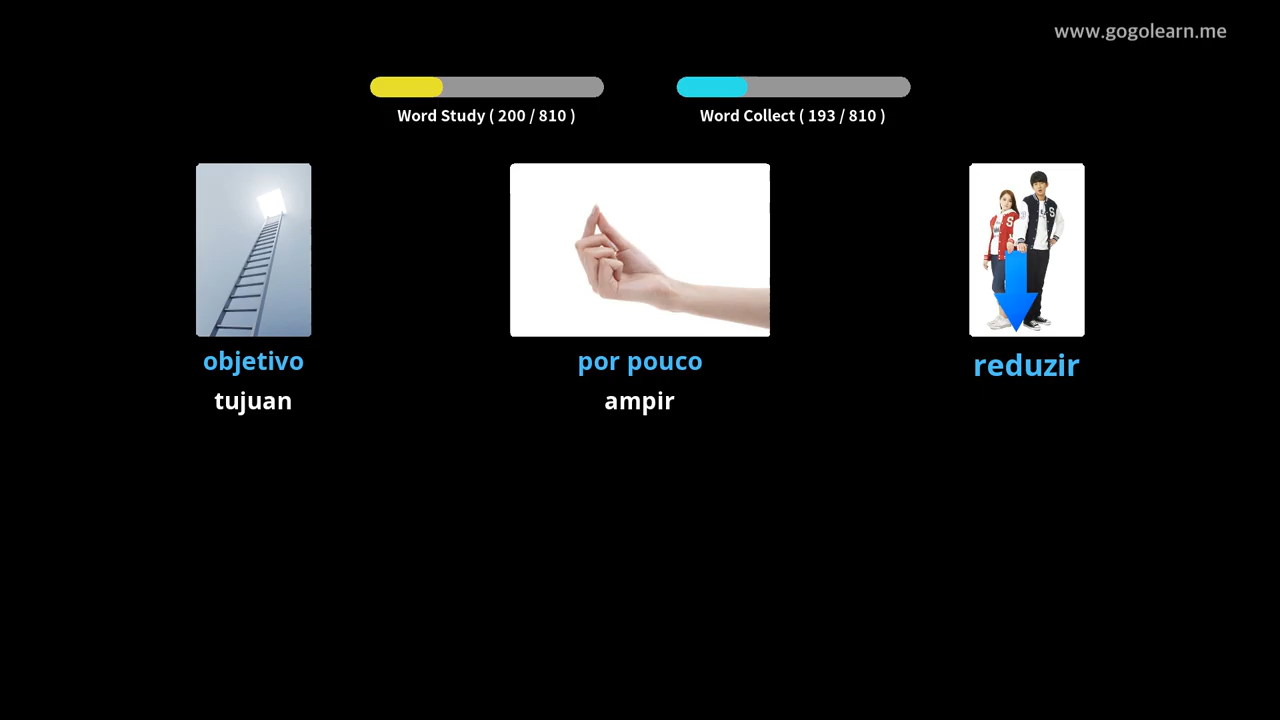 www.gogolearn.me
Word Study ( 200 / 810 )
Word Collect ( 193 / 810 )
objetivo
tujuan
por pouco
ampir
reduzir